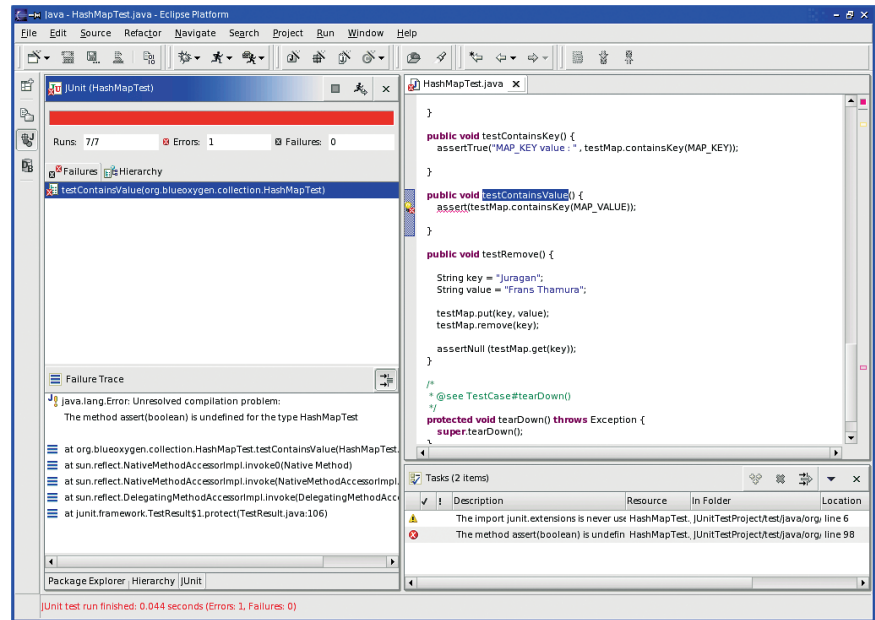 Java - HashMapTest.java - Eclipse Platform
File Edit Source Refactor Navigate Search Project Run Window Help
JUnit (HashMapTest)
Runs: 7/7 Errors: 1 Failures: 0
Failures Hierarchy
testContainsValue(org.blueoxygen.collection.HashMapTest)
Failure Trace
java.lang.Error: Unresolved compilation problem:
The method assert(boolean) is undefined for the type HashMapTest
at org.blueoxygen.collection.HashMapTest.testContainsValue(HashMapTest.
at sun.reflect.NativeMethodAccessorImpl.invoke0(Native Method)
at sun.reflect.NativeMethodAccessorImpl.invoke(NativeMethodAccessorImpl.
at sun.reflect.DelegatingMethodAccessorImpl.invoke(DelegatingMethodAcce
at junit.framework.TestResult$1.protect(TestResult.java:106)
Package Explorer Hierarchy JUnit
HashMapTest.java
}
public void testContainsKey() {
assertTrue("MAP_KEY value : " , testMap.containsKey(MAP_KEY));
}
public void testContainsValue() {
assert(testMap.containsKey(MAP_VALUE));
}
public void testRemove() {
String key = "Juragan";
String value = "Frans Thamura";
testMap.put(key, value);
testMap.remove(key);
assertNull (testMap.get(key));
}
/*
* @see TestCase#tearDown()
*/
protected void tearDown() throws Exception {
super.tearDown();
}
Tasks (2 items)
✓ ! Description Resource In Folder Location
The import junit.extensions is never use HashMapTest. JUnitTestProject/test/java/org/ line 6
The method assert(boolean) is undefin HashMapTest. JUnitTestProject/test/java/org/ line 98
JUnit test run finished: 0.044 seconds (Errors: 1, Failures: 0)